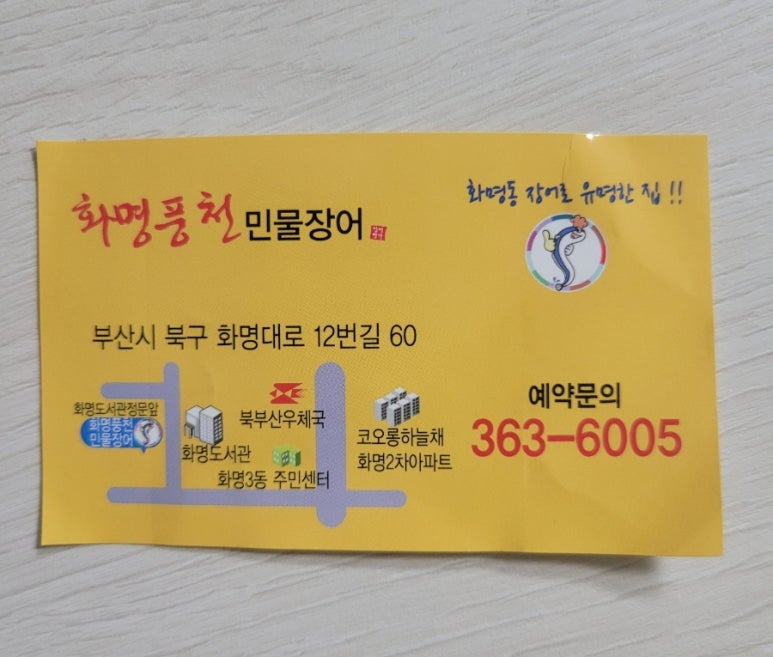 화명풍천 민물장어
화명동 장어로 유명한 집 !!
부산시 북구 화명대로 12번길 60
화명도서관정문앞
화명풍천
민물장어
화명도서관
북부산우체국
화명3동 주민센터
코오롱하늘채
화명2차아파트
예약문의
363-6005